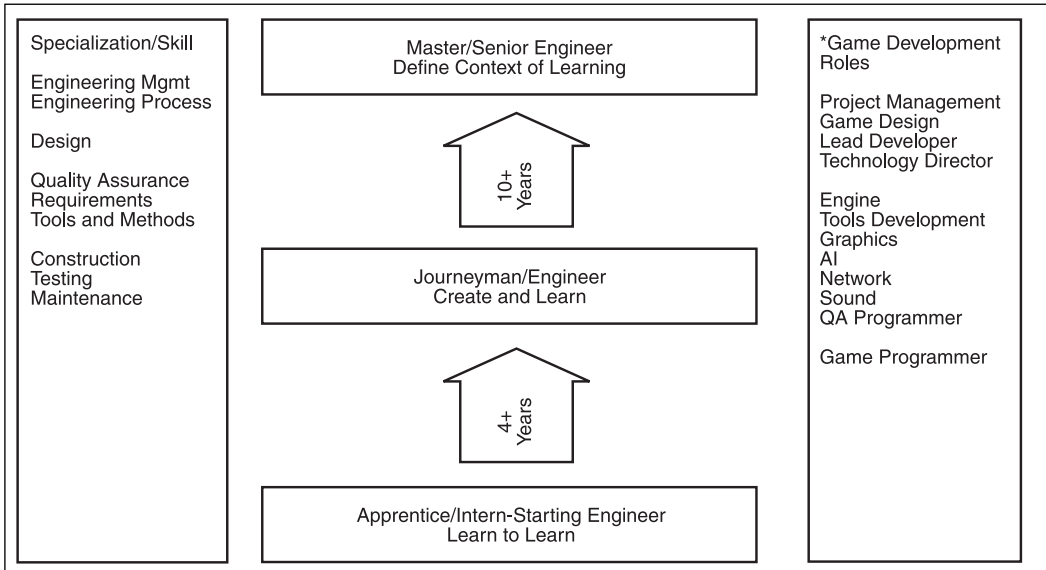 Specialization/Skill
Engineering Mgmt
Engineering Process
Design
Quality Assurance
Requirements
Tools and Methods
Construction
Testing
Maintenance
Master/Senior Engineer
Define Context of Learning
10+
Years
Journeyman/Engineer
Create and Learn
4+
Years
Apprentice/Intern-Starting Engineer
Learn to Learn
*Game Development
Roles
Project Management
Game Design
Lead Developer
Technology Director
Engine
Tools Development
Graphics
AI
Network
Sound
QA Programmer
Game Programmer